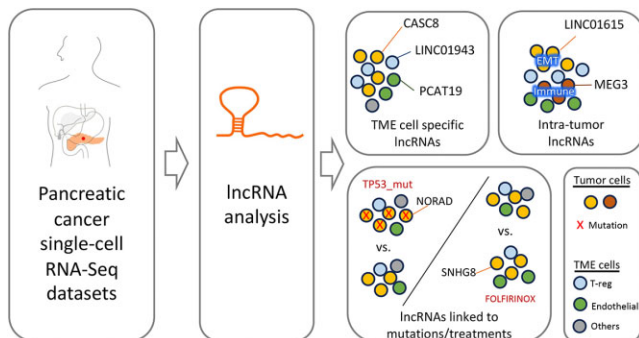 Pancreatic
cancer
single-cell
RNA-Seq
datasets
lncRNA
analysis
CASC8
LINC01943
PCAT19
TME cell specific
lncRNAs
LINC01615
EMT
MEG3
Immune
Intra-tumor
lncRNAs
TP53_mut
NORAD
X X X X
vs.
vs.
SNHG8
FOLFIRINOX
lncRNAs linked to
mutations/treatments
Tumor cells
X Mutation
TME cells
T-reg
Endothelial
Others